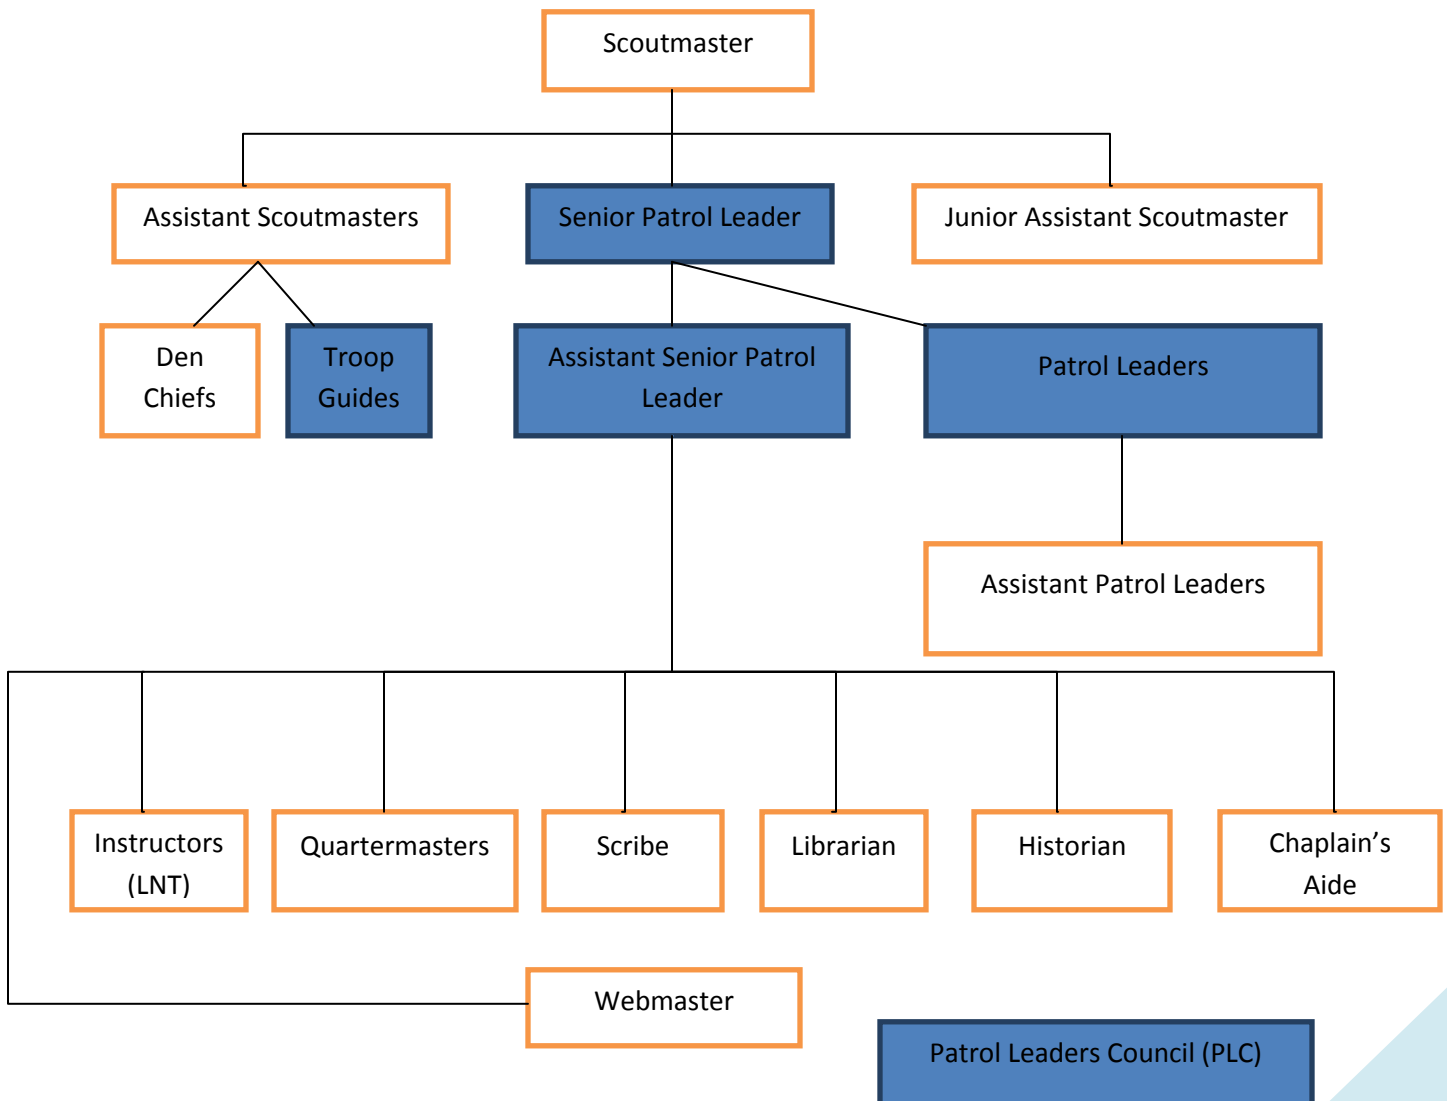 Scoutmaster
Assistant Scoutmasters
Senior Patrol Leader
Junior Assistant Scoutmaster
Den
Chiefs
Troop
Guides
Assistant Senior Patrol
Leader
Patrol Leaders
Assistant Patrol Leaders
Instructors
(LNT)
Quartermasters
Scribe
Librarian
Historian
Chaplain’s
Aide
Webmaster
Patrol Leaders Council (PLC)